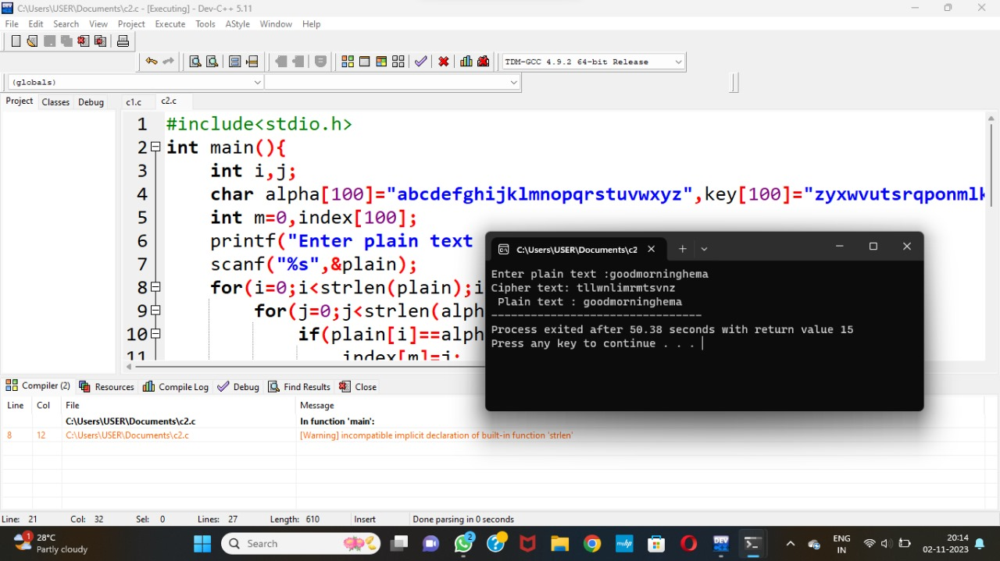 C:\Users\USER\Documents\c2.c - [Executing] - Dev-C++ 5.11
File Edit Search View Project Execute Tools AStyle Window Help
TDM-GCC 4.9.2 64-bit Release
(globals)
Project Classes Debug c1.c c2.c
1 #include<stdio.h>
2 int main(){
3 int i,j;
4 char alpha[100]="abcdefghijklmnopqrstuvwxyz",key[100]="zyxwvutsrqponmlk
5 int m=0,index[100];
6 printf("Enter plain text
7 scanf("%s",&plain);
8 for(i=0;i<strlen(plain);i
9 for(j=0;j<strlen(alph
10 if(plain[i]==alph
11 index[m]=i;
C:\Users\USER\Documents\c2
Enter plain text :goodmorninghema
Cipher text: tllwnlimrmtsvnz
Plain text : goodmorninghema
--------------------------------
Process exited after 50.38 seconds with return value 15
Press any key to continue . . .
Compiler (2) Resources Compile Log Debug Find Results Close
Line Col File Message
C:\Users\USER\Documents\c2.c In function 'main':
8 12 C:\Users\USER\Documents\c2.c [Warning] incompatible implicit declaration of built-in function 'strlen'
Line: 21 Col: 32 Sel: 0 Lines: 27 Length: 610 Insert Done parsing in 0 seconds
1
28°C
Partly cloudy
Search
2
myhp
DEV
ENG
IN
20:14
02-11-2023